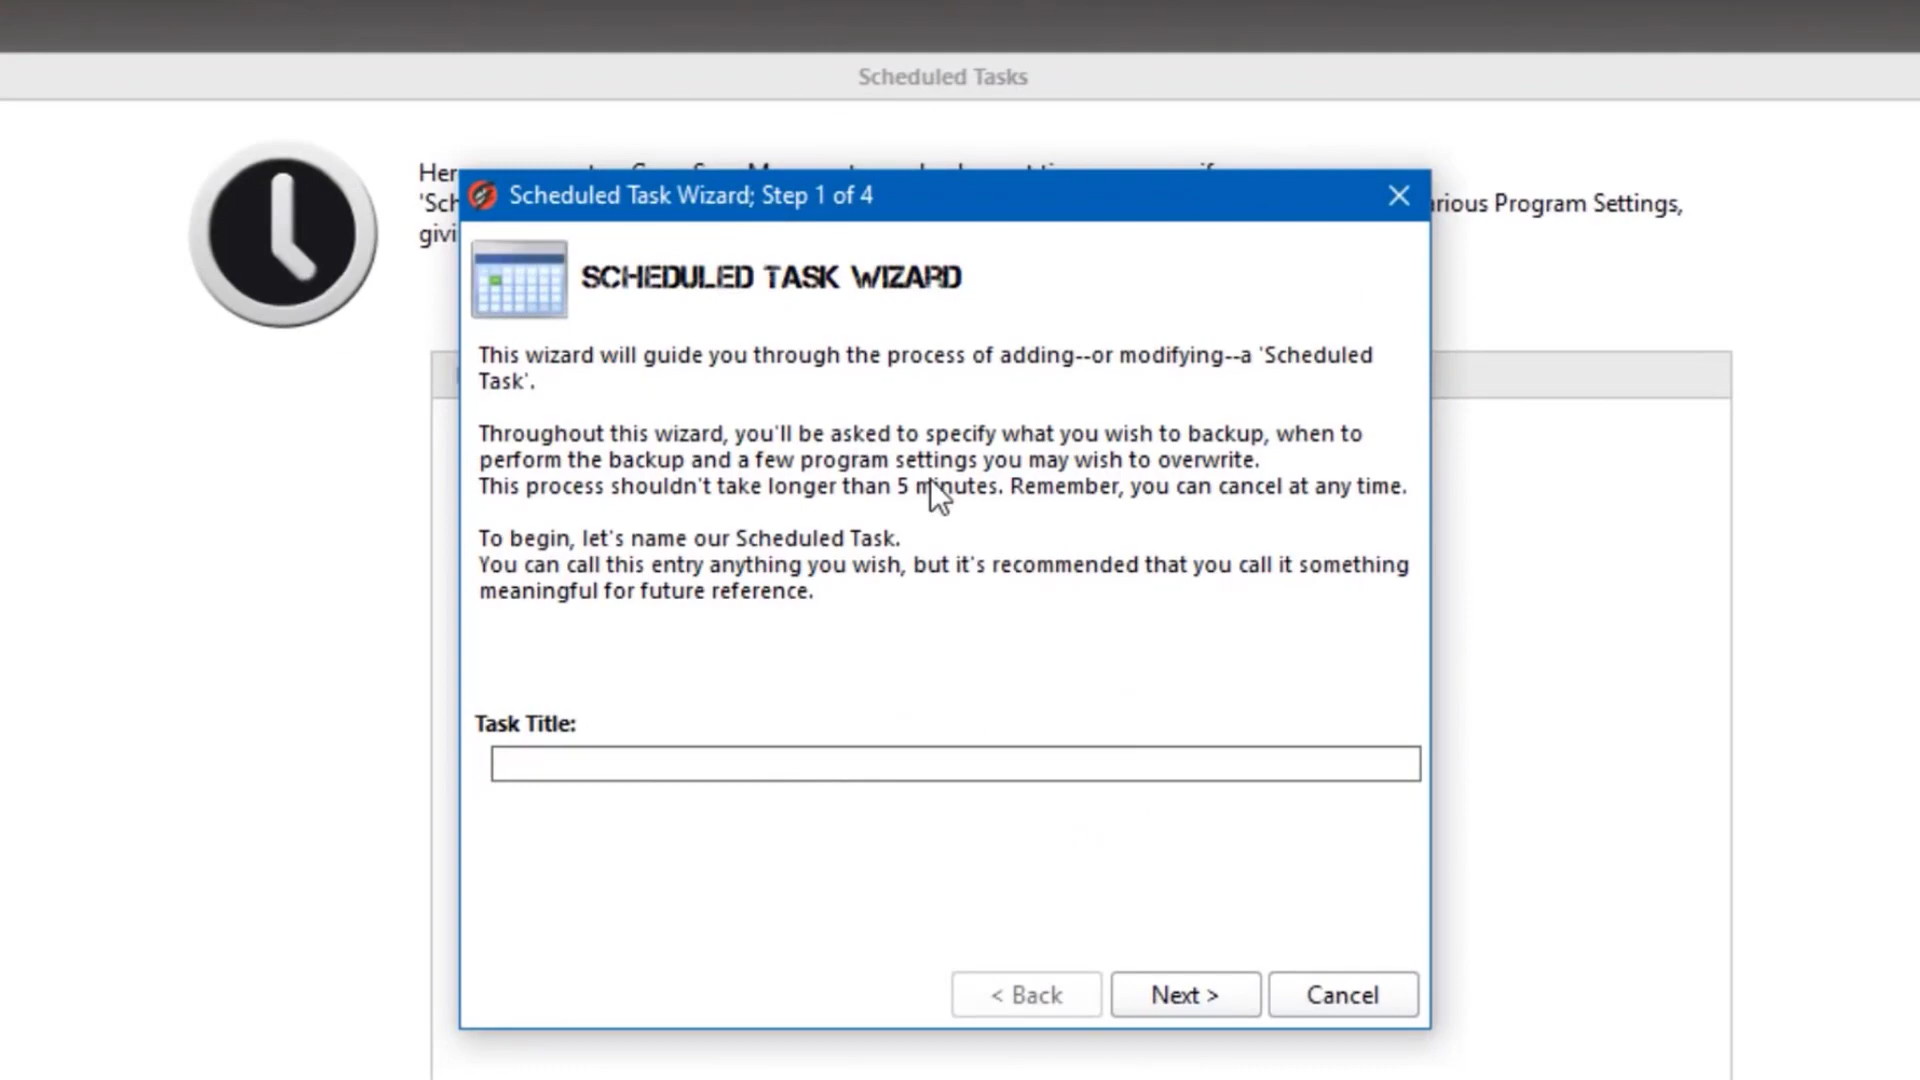 Scheduled Tasks
Her
'Sch
arious Program Settings,
givi
Scheduled Task Wizard; Step 1 of 4
SCHEDULED TASK WIZARD
This wizard will guide you through the process of adding--or modifying--a 'Scheduled
Task'.
Throughout this wizard, you'll be asked to specify what you wish to backup, when to
perform the backup and a few program settings you may wish to overwrite.
This process shouldn't take longer than 5 minutes. Remember, you can cancel at any time.
To begin, let's name our Scheduled Task.
You can call this entry anything you wish, but it's recommended that you call it something
meaningful for future reference.
Task Title:
< Back
Next >
Cancel